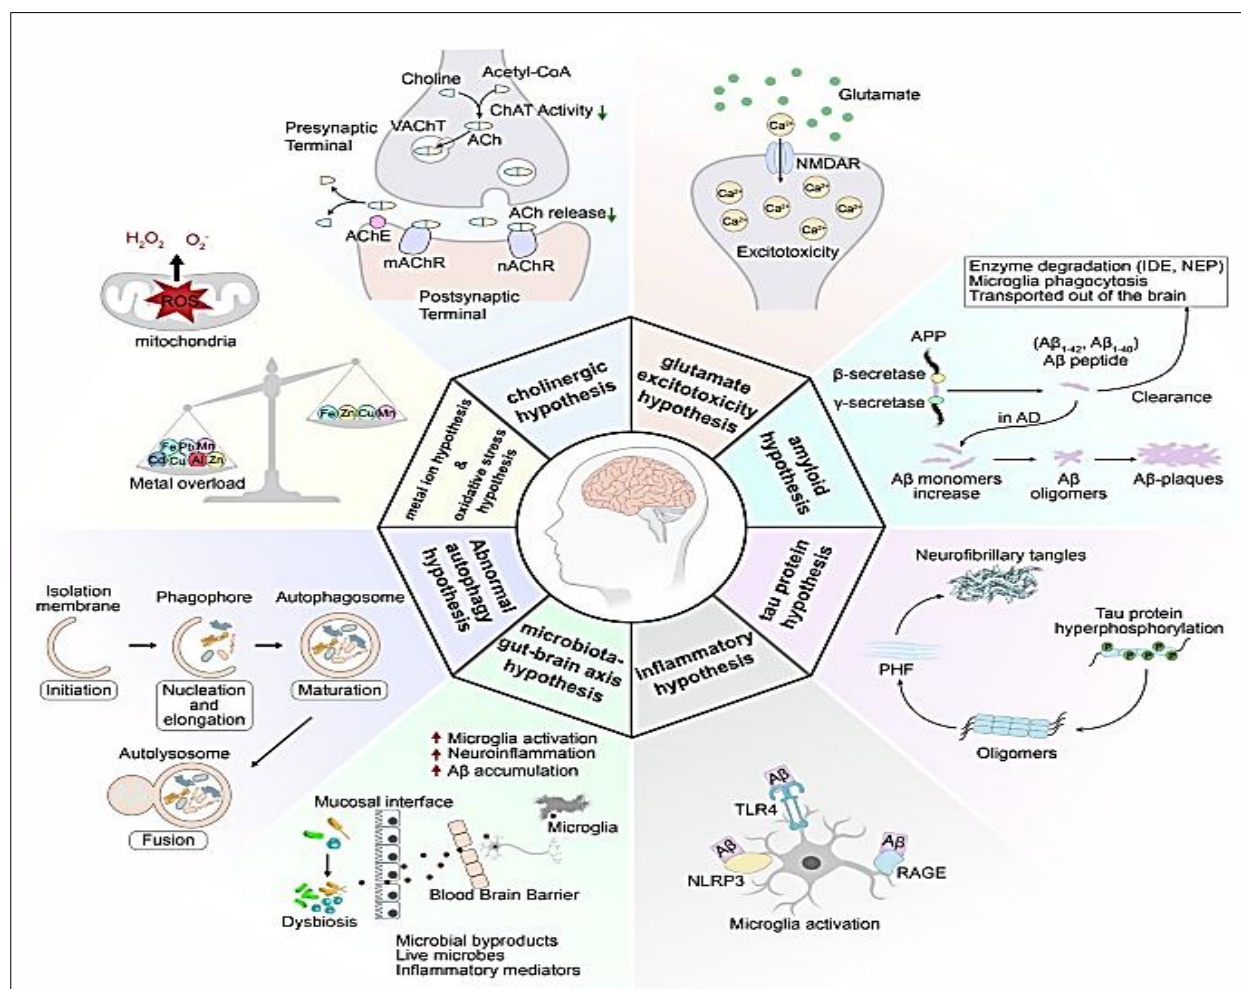 Choline
Acetyl-CoA
ChAT Activity
VAChT
ACh
Presynaptic
Terminal
ACh release
AChE
mAChR
nAChR
Postsynaptic
Terminal
Glutamate
Ca²⁺
NMDAR
Ca²⁺
Ca²⁺
Ca²⁺
Ca²⁺
Ca²⁺
Ca²⁺
Excitotoxicity
H₂O₂
O₂⁻
ROS
mitochondria
Fe Zn Cu Mn
Fe Pb Mn
Cd Cu Al Zn
Metal overload
Enzyme degradation (IDE, NEP)
Microglia phagocytosis
Transported out of the brain
APP
(Aβ₁₋₄₂, Aβ₁₋₄₀)
Aβ peptide
β-secretase
γ-secretase
Clearance
in AD
Aβ monomers
increase
Aβ
oligomers
Aβ-plaques
cholinergic
hypothesis
glutamate
excitotoxicity
hypothesis
amyloid
hypothesis
tau protein
hypothesis
inflammatory
hypothesis
microbiota-
gut-brain axis
hypothesis
Abnormal
autophagy
hypothesis
metal ion hypothesis
&
oxidative stress
hypothesis
Isolation
membrane
Phagophore
Autophagosome
Initiation
Nucleation
and
elongation
Maturation
Autolysosome
Fusion
Neurofibrillary tangles
Tau protein
hyperphosphorylation
P P P P
PHF
Oligomers
Microglia activation
Neuroinflammation
Aβ accumulation
Mucosal interface
Microglia
Blood Brain Barrier
Dysbiosis
Microbial byproducts
Live microbes
Inflammatory mediators
Aβ
TLR4
Aβ
NLRP3
Aβ
RAGE
Microglia activation